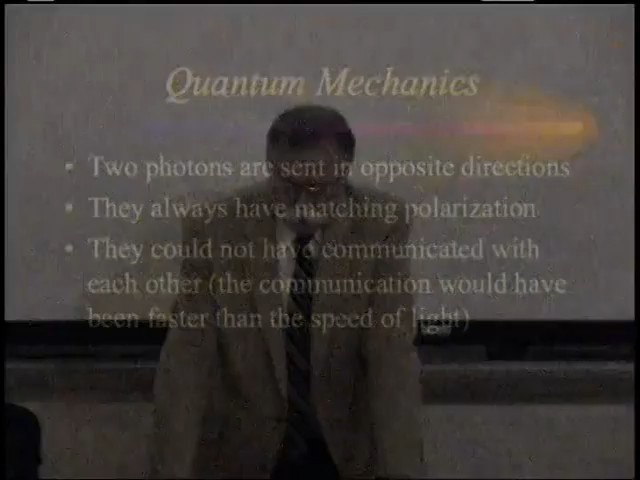 Quantum Mechanics
• Two photons are sent in opposite directions
• They always have matching polarization
• They could not have communicated with
each other (the communication would have
been faster than the speed of light)